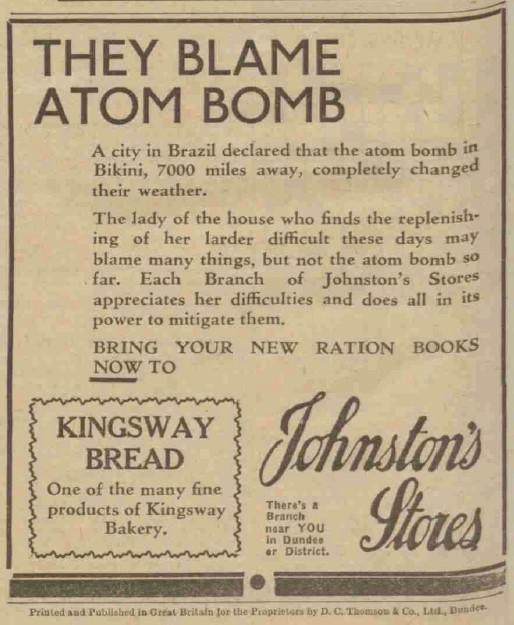 THEY BLAME
ATOM BOMB
A city in Brazil declared that the atom bomb in
Bikini, 7000 miles away, completely changed
their weather.
The lady of the house who finds the replenish-
ing of her larder difficult these days may
blame many things, but not the atom bomb so
far. Each Branch of Johnston's Stores
appreciates her difficulties and does all in its
power to mitigate them.
BRING YOUR NEW RATION BOOKS
NOW TO
KINGSWAY
BREAD
One of the many fine
products of Kingsway
Bakery.
Johnston's
Stores
There's a
Branch
near YOU
in Dundee
or District.
Printed and Published in Great Britain for the Proprietors by D. C. Thomson & Co., Ltd., Dundee.